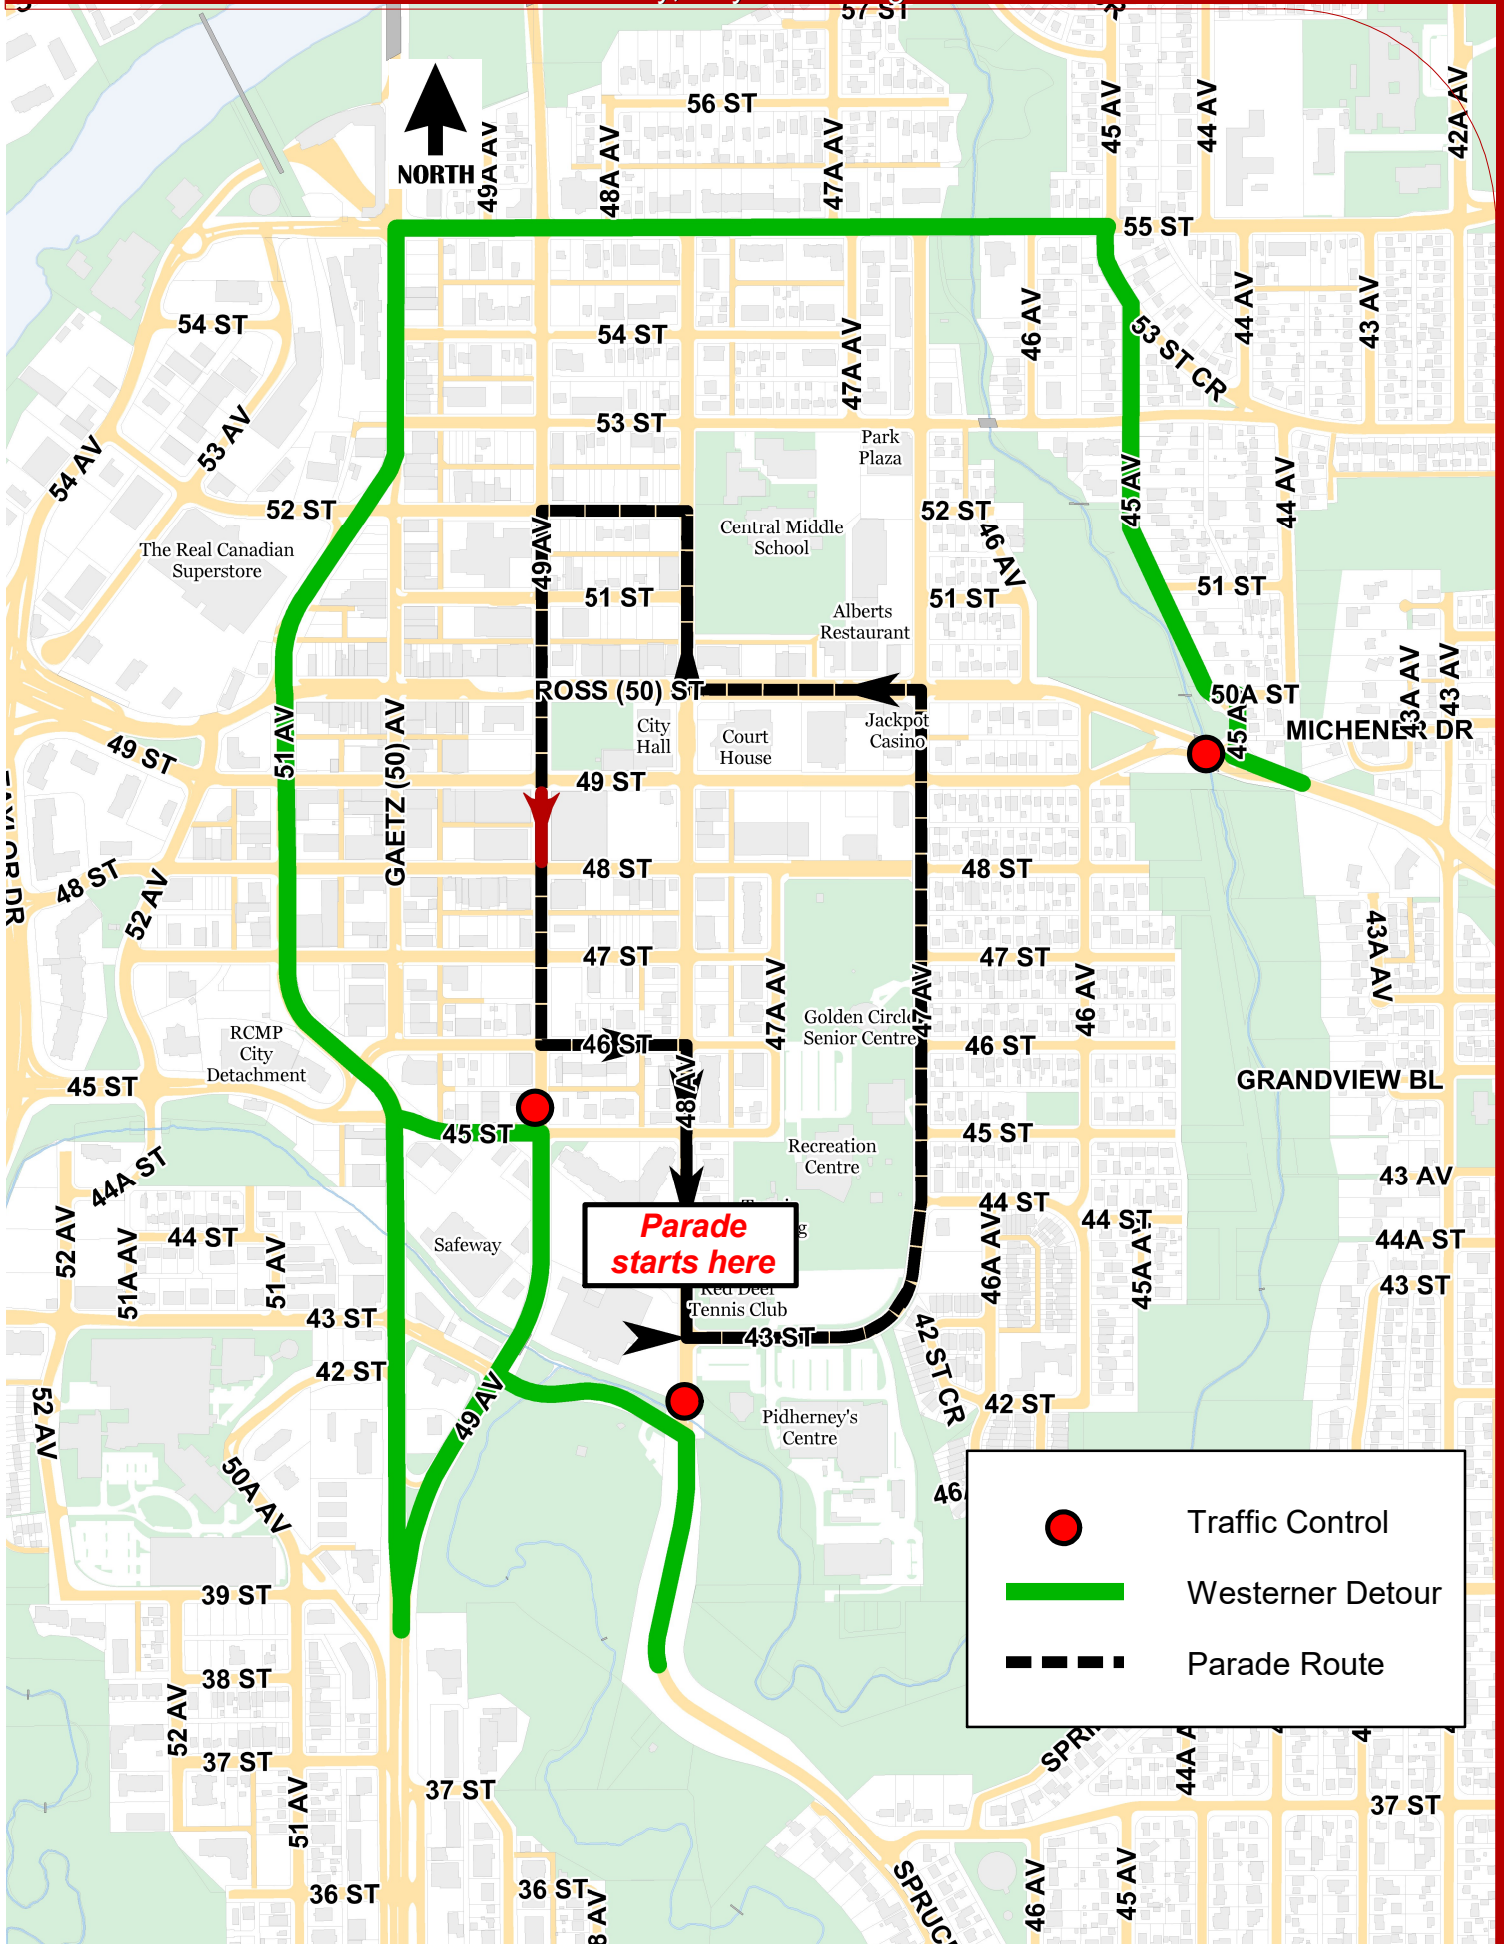 57 ST
56 ST
45 AV
44 AV
42A AV
NORTH
49A AV
48A AV
47A AV
55 ST
54 ST
54 ST
47A AV
46 AV
53 ST CR
44 AV
43 AV
53 ST
54 AV
53 AV
Park
Plaza
52 ST
49 AV
Central Middle
School
52 ST
46 AV
45 AV
44 AV
The Real Canadian
Superstore
51 ST
51 ST
51 ST
Alberts
Restaurant
ROSS (50) ST
50A ST
43A AV
43 AV
City
Hall
Court
House
Jackpot
Casino
MICHENER DR
49 ST
51 AV
GAETZ (50) AV
49 ST
48 ST
48 ST
48 ST
52 AV
47 ST
47 ST
47A AV
47 AV
46 AV
43A AV
Golden Circle
Senior Centre
RCMP
City
Detachment
46 ST
46 ST
48 AV
45 ST
GRANDVIEW BL
45 ST
45 ST
Recreation
Centre
44A ST
43 AV
44 ST
44 ST
44 ST
52 AV
51A AV
51 AV
Safeway
Parade
starts here
46A AV
45A AV
44A ST
43 ST
Red Deer
Tennis Club
43 ST
43 ST
42 ST CR
42 ST
49 AV
42 ST
52 AV
Pidherney's
Centre
50A AV
Traffic Control
Westerner Detour
Parade Route
39 ST
38 ST
52 AV
37 ST
37 ST
51 AV
44A A
37 ST
36 ST
36 ST
46 AV
45 AV